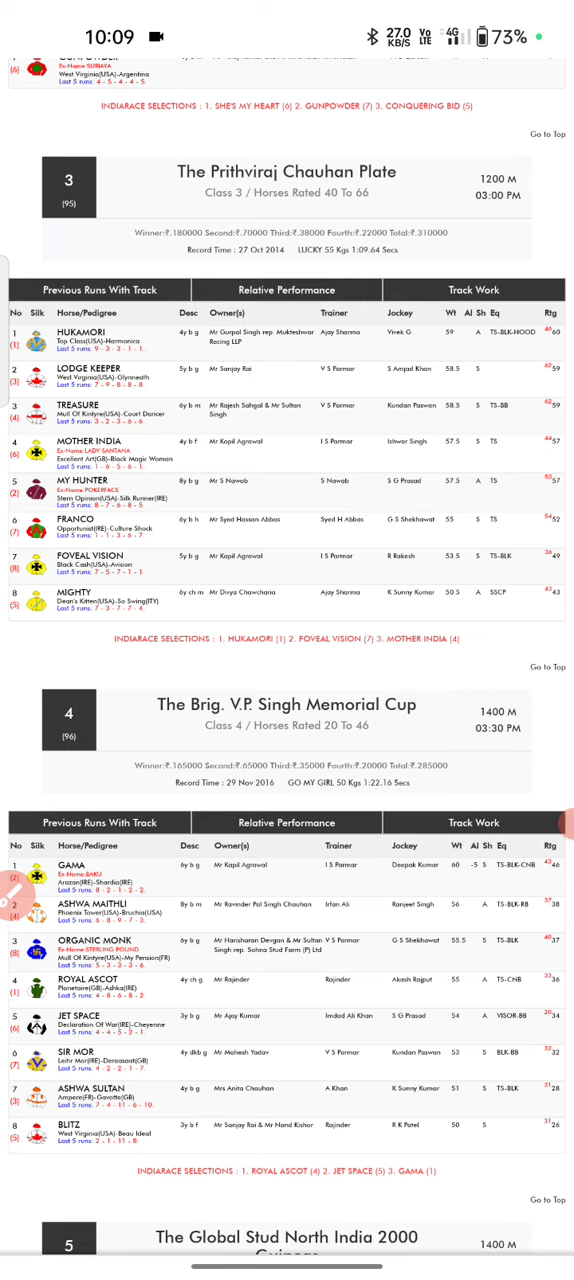 10:09 27.0 KB/S Vo LTE 4G 73%
(6) Ex-Name:SURIAYA
West Virginia(USA)-Argentina
Last 5 runs: 4 - 5 - 4 - 4 - 5.
INDIARACE SELECTIONS : 1. SHE'S MY HEART (6) 2. GUNPOWDER (7) 3. CONQUERING BID (5)
Go to Top
3 The Prithviraj Chauhan Plate 1200 M
(95) Class 3 / Horses Rated 40 To 66 03:00 PM
Winner:₹.180000 Second:₹.70000 Third:₹.38000 Fourth:₹.22000 Total:₹.310000
Record Time : 27 Oct 2014 LUCKY 55 Kgs 1:09.64 Secs
Previous Runs With Track Relative Performance Track Work
No Silk Horse/Pedigree Desc Owner(s) Trainer Jockey Wt Al Sh Eq Rtg
1 HUKAMORI 4y b g Mr Gurpal Singh rep. Mukteshwar Ajay Sharma Vivek G 59 A TS-BLK-HOOD 60
(1) Top Class(USA)-Harmonica Racing LLP
Last 5 runs: 9 - 3 - 3 - 1 - 1.
2 LODGE KEEPER 5y b g Mr Sanjay Rai V S Parmar S Amjad Khan 58.5 S 62 59
(3) West Virginia(USA)-Glynneath
Last 5 runs: 7 - 9 - 8 - 8 - 8.
3 TREASURE 6y b m Mr Rajesh Sahgal & Mr Sultan V S Parmar Kundan Paswan 58.5 S TS-BB 62 59
(4) Mull Of Kintyre(USA)-Court Dancer Singh
Last 5 runs: 3 - 2 - 3 - 6 - 6.
4 MOTHER INDIA 4y b f Mr Kapil Agrawal I S Parmar Ishwar Singh 57.5 S TS 44 57
(6) Ex-Name:LADY SANTANA
Excellent Art(GB)-Black Magic Woman
Last 5 runs: 1 - 6 - 5 - 6 - 1.
5 MY HUNTER 8y b g Mr S Nawab S Nawab S G Prasad 57.5 A TS 53 57
(2) Ex-Name:POKERFACE
Stern Opinion(USA)-Silk Runner(IRE)
Last 5 runs: 8 - 7 - 6 - 8 - 5.
6 FRANCO 6y b h Mr Syed Hassan Abbas Syed H Abbas G S Shekhawat 55 S TS 54 52
(7) Opportunist(IRE)-Culture Shock
Last 5 runs: 1 - 1 - 3 - 6 - 7.
7 FOVEAL VISION 5y b g Mr Kapil Agrawal I S Parmar R Rakesh 53.5 S TS-BLK 36 49
(8) Black Cash(USA)-Avision
Last 5 runs: 7 - 5 - 7 - 1 - 1.
8 MIGHTY 6y ch m Mr Divya Chawcharia Ajay Sharma K Sunny Kumar 50.5 A SSCP 43 43
(5) Dean's Kitten(USA)-So Swing(ITY)
Last 5 runs: 7 - 3 - 7 - 7 - 4.
INDIARACE SELECTIONS : 1. HUKAMORI (1) 2. FOVEAL VISION (7) 3. MOTHER INDIA (4)
Go to Top
4 The Brig. V.P. Singh Memorial Cup 1400 M
(96) Class 4 / Horses Rated 20 To 46 03:30 PM
Winner:₹.165000 Second:₹.65000 Third:₹.35000 Fourth:₹.20000 Total:₹.285000
Record Time : 29 Nov 2016 GO MY GIRL 50 Kgs 1:22.16 Secs
Previous Runs With Track Relative Performance Track Work
No Silk Horse/Pedigree Desc Owner(s) Trainer Jockey Wt Al Sh Eq Rtg
1 GAMA 6y b g Mr Kapil Agrawal I S Parmar Deepak Kumar 60 -5 S TS-BLK-CNB 43 46
(2) Ex-Name:BAKU
Arazan(IRE)-Shardia(IRE)
Last 5 runs: 8 - 2 - 1 - 2 - 2.
2 ASHWA MAITHLI 8y b m Mr Ravinder Pal Singh Chauhan Irfan Ali Ranjeet Singh 56 A TS-BLK-RB 37 38
(4) Phoenix Tower(USA)-Bruchia(USA)
Last 5 runs: 6 - 8 - 9 - 7 - 3.
3 ORGANIC MONK 6y b g Mr Harisharan Devgan & Mr Sultan V S Parmar G S Shekhawat 55.5 S TS-BLK 40 37
(8) Ex-Name:STERLING POUND Singh rep. Sohna Stud Farm (P) Ltd
Mull Of Kintyre(USA)-My Pension(FR)
Last 5 runs: 5 - 3 - 3 - 3 - 6.
4 ROYAL ASCOT 4y ch g Mr Rajinder Rajinder Akash Rajput 55 A TS-CNB 33 36
(1) Planetaire(GB)-Ashka(IRE)
Last 5 runs: 4 - 8 - 6 - 8 - 2.
5 JET SPACE 3y b g Mr Ajay Kumar Imdad Ali Khan S G Prasad 54 A VISOR-BB 20 34
(6) Declaration Of War(IRE)-Cheyenne
Last 5 runs: 4 - 4 - 5 - 2 - 1.
6 SIR MOR 4y dkb g Mr Mahesh Yadav V S Parmar Kundan Paswan 53 S BLK-BB 32 32
(7) Leitir Mor(IRE)-Derasaat(GB)
Last 5 runs: 4 - 2 - 2 - 1 - 7.
7 ASHWA SULTAN 4y b g Mrs Anita Chauhan A Khan K Sunny Kumar 51 S TS-BLK 31 28
(3) Ampere(FR)-Gavotte(GB)
Last 5 runs: 7 - 4 - 11 - 6 - 10.
8 BLITZ 3y b f Mr Sanjay Rai & Mr Nand Kishor Rajinder R K Patel 50 S 31 26
(5) West Virginia(USA)-Beau Ideal
Last 5 runs: 2 - 1 - 11 - 8.
INDIARACE SELECTIONS : 1. ROYAL ASCOT (4) 2. JET SPACE (5) 3. GAMA (1)
Go to Top
5 The Global Stud North India 2000 1400 M